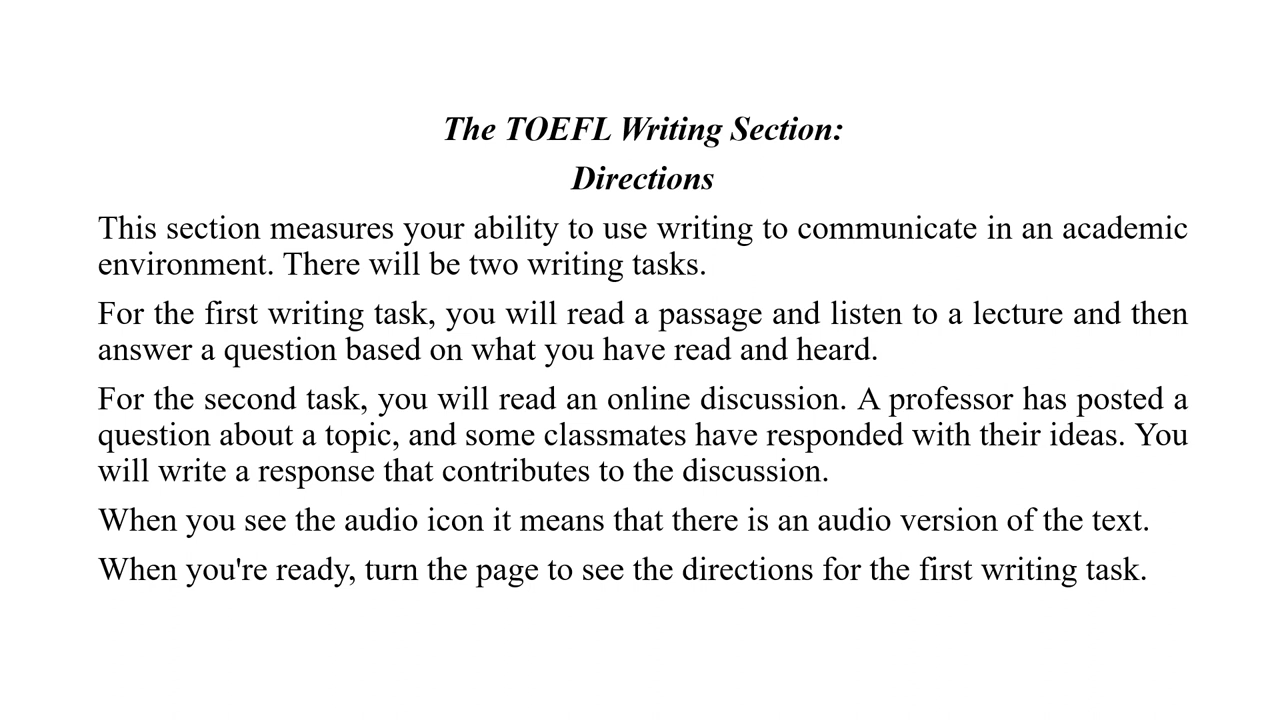 The TOEFL Writing Section:
Directions
This section measures your ability to use writing to communicate in an academic
environment. There will be two writing tasks.
For the first writing task, you will read a passage and listen to a lecture and then
answer a question based on what you have read and heard.
For the second task, you will read an online discussion. A professor has posted a
question about a topic, and some classmates have responded with their ideas. You
will write a response that contributes to the discussion.
When you see the audio icon it means that there is an audio version of the text.
When you're ready, turn the page to see the directions for the first writing task.